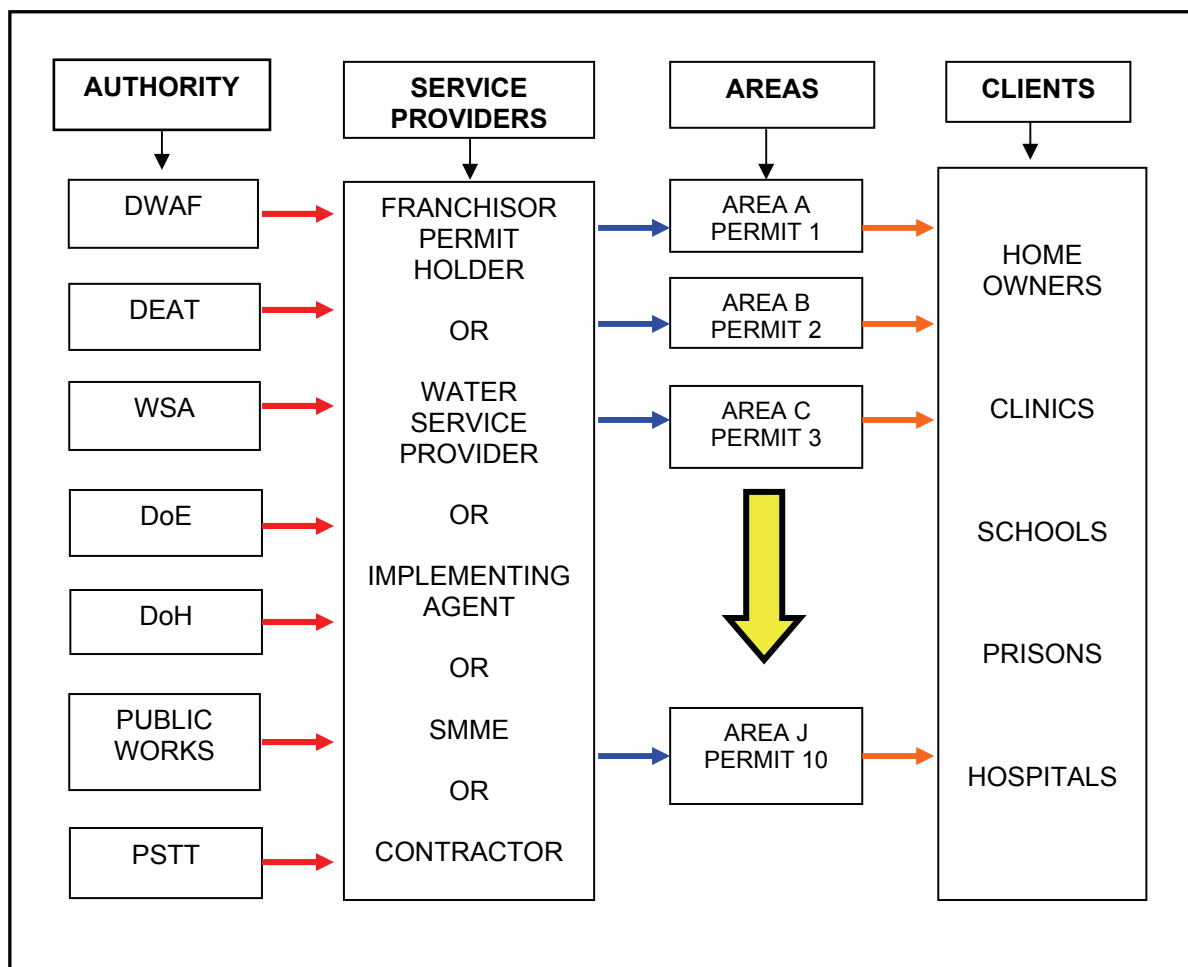 AUTHORITY
DWAF
DEAT
WSA
DoE
DoH
PUBLIC
WORKS
PSTT
SERVICE
PROVIDERS
FRANCHISOR
PERMIT
HOLDER
OR
WATER
SERVICE
PROVIDER
OR
IMPLEMENTING
AGENT
OR
SMME
OR
CONTRACTOR
AREAS
AREA A
PERMIT 1
AREA B
PERMIT 2
AREA C
PERMIT 3
AREA J
PERMIT 10
CLIENTS
HOME
OWNERS
CLINICS
SCHOOLS
PRISONS
HOSPITALS